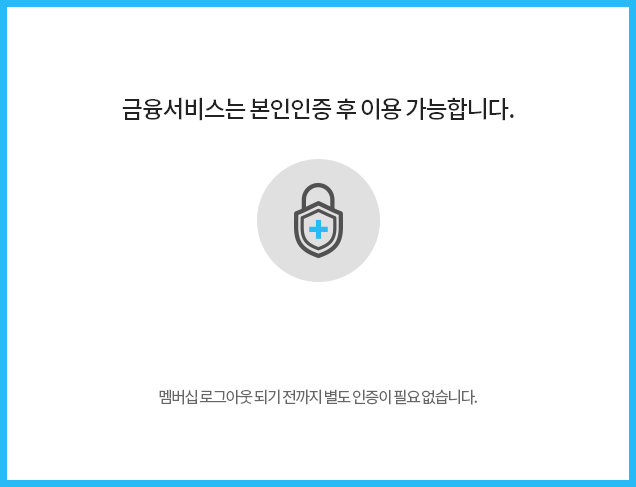 금융서비스는 본인인증 후 이용 가능합니다.
멤버십 로그아웃 되기 전까지 별도 인증이 필요 없습니다.